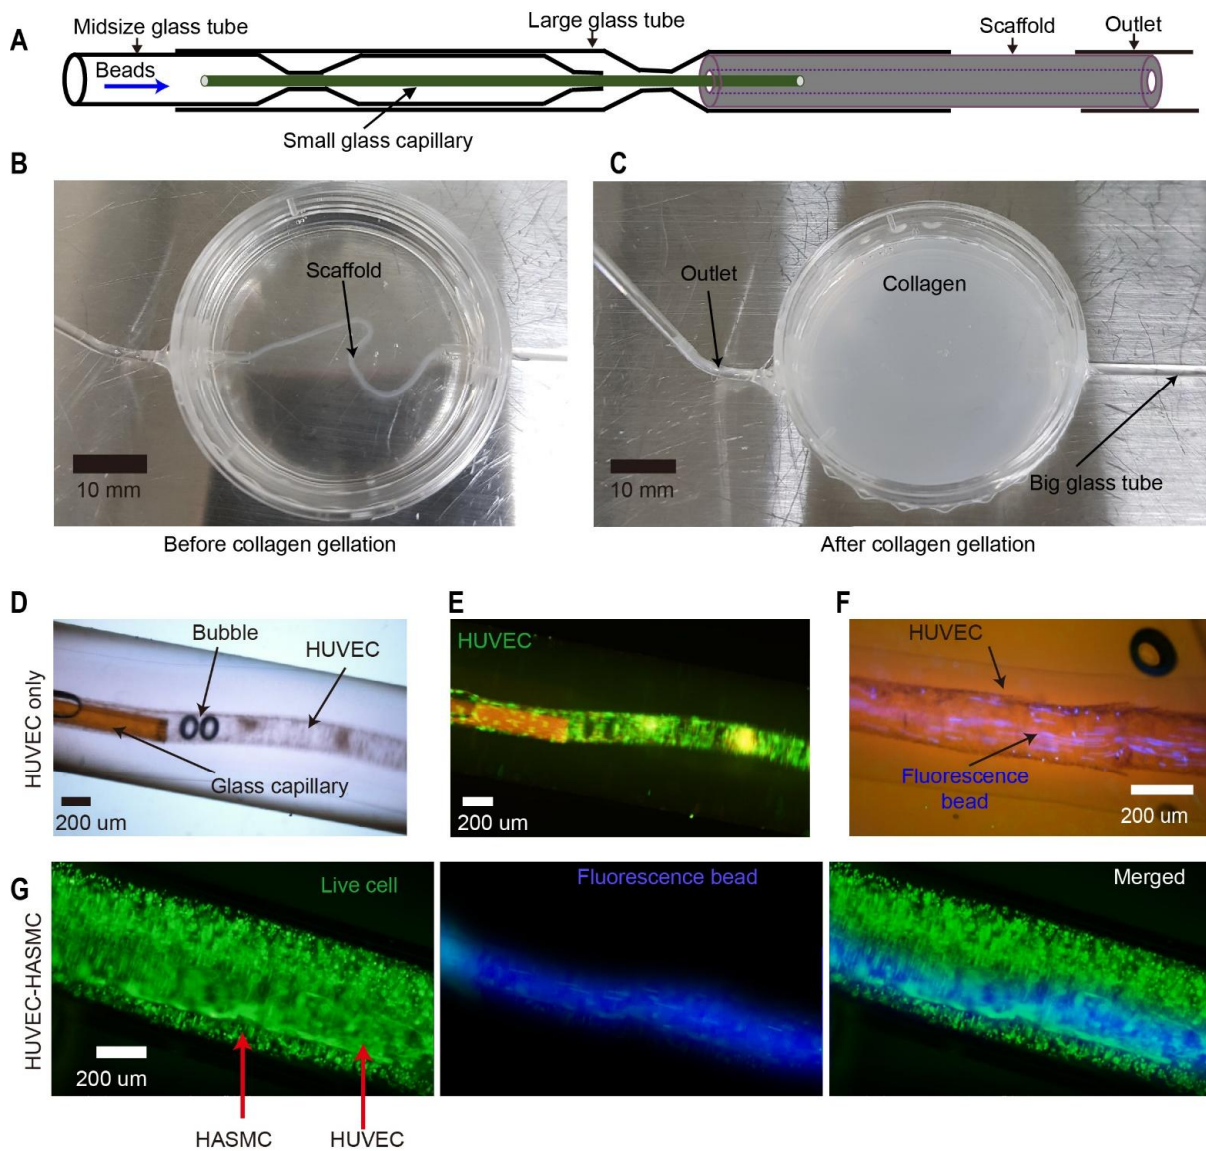 A
Midsize glass tube
Large glass tube
Scaffold
Outlet
Beads
Small glass capillary
B
Scaffold
10 mm
Before collagen gellation
C
Outlet
Collagen
10 mm
Big glass tube
After collagen gellation
HUVEC only
D
Bubble
HUVEC
Glass capillary
200 um
E
HUVEC
200 um
F
HUVEC
Fluorescence
bead
200 um
HUVEC-HASMC
G
Live cell
200 um
HASMC
HUVEC
Fluorescence bead
Merged